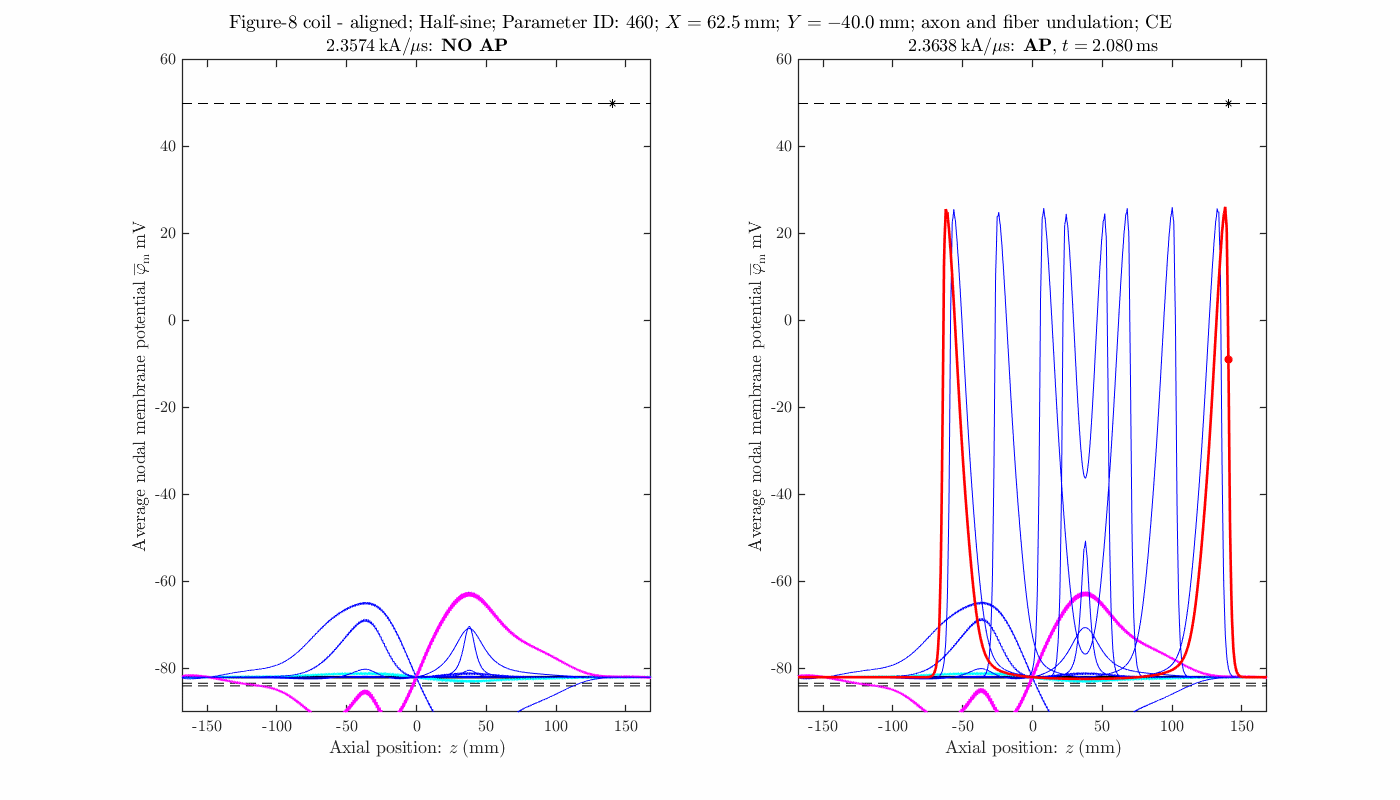 Figure-8 coil - aligned; Half-sine; Parameter ID: 460; X = 62.5 mm; Y = −40.0 mm; axon and fiber undulation; CE
2.3574 kA/μs: NO AP
60
40
20
0
-20
-40
-60
-80
-150 -100 -50 0 50 100 150
Average nodal membrane potential φ̅m mV
Axial position: z (mm)
2.3638 kA/μs: AP, t = 2.080 ms
60
40
20
0
-20
-40
-60
-80
-150 -100 -50 0 50 100 150
Average nodal membrane potential φ̅m mV
Axial position: z (mm)